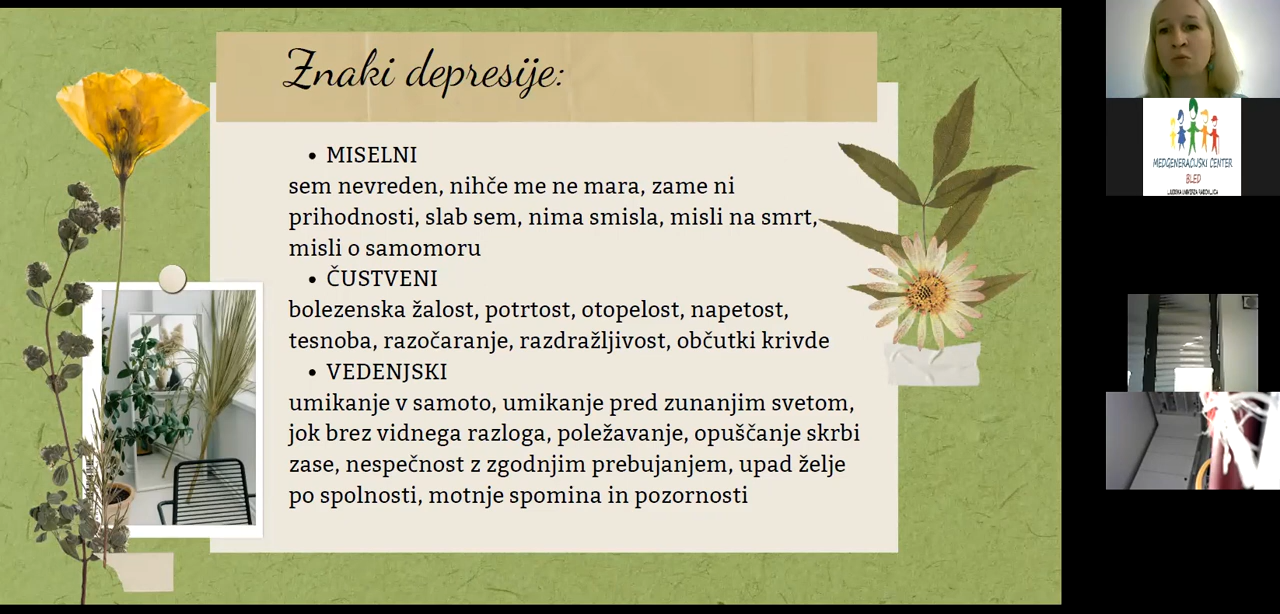 Znaki depresije:
• MISELNI
sem nevreden, nihče me ne mara, zame ni
prihodnosti, slab sem, nima smisla, misli na smrt,
misli o samomoru
• ČUSTVENI
bolezenska žalost, potrtost, otopelost, napetost,
tesnoba, razočaranje, razdražljivost, občutki krivde
• VEDENJSKI
umikanje v samoto, umikanje pred zunanjim svetom,
jok brez vidnega razloga, poležavanje, opuščanje skrbi
zase, nespečnost z zgodnjim prebujanjem, upad želje
po spolnosti, motnje spomina in pozornosti
MEDGENERACIJSKI CENTER
BLED
LJUDSKA UNIVERZA RADOVLJICA